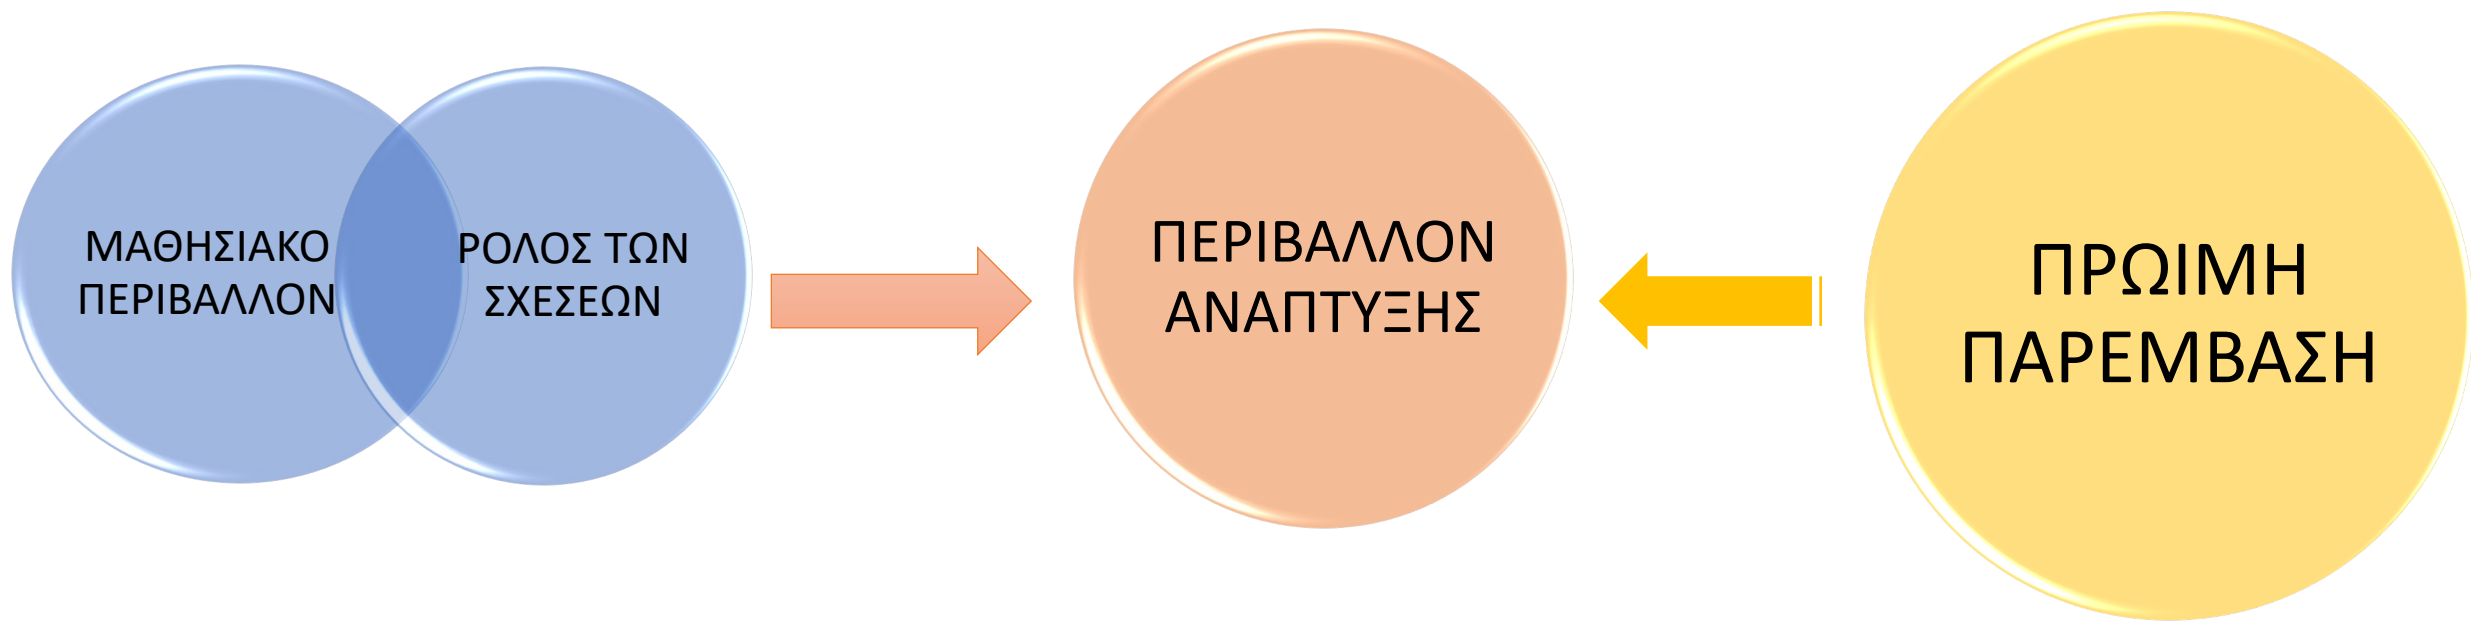 ΜΑΘΗΣΙΑΚΟ
ΠΕΡΙΒΑΛΛΟΝ
ΡΟΛΟΣ ΤΩΝ
ΣΧΕΣΕΩΝ
ΠΕΡΙΒΑΛΛΟΝ
ΑΝΑΠΤΥΞΗΣ
ΠΡΩΙΜΗ
ΠΑΡΕΜΒΑΣΗ